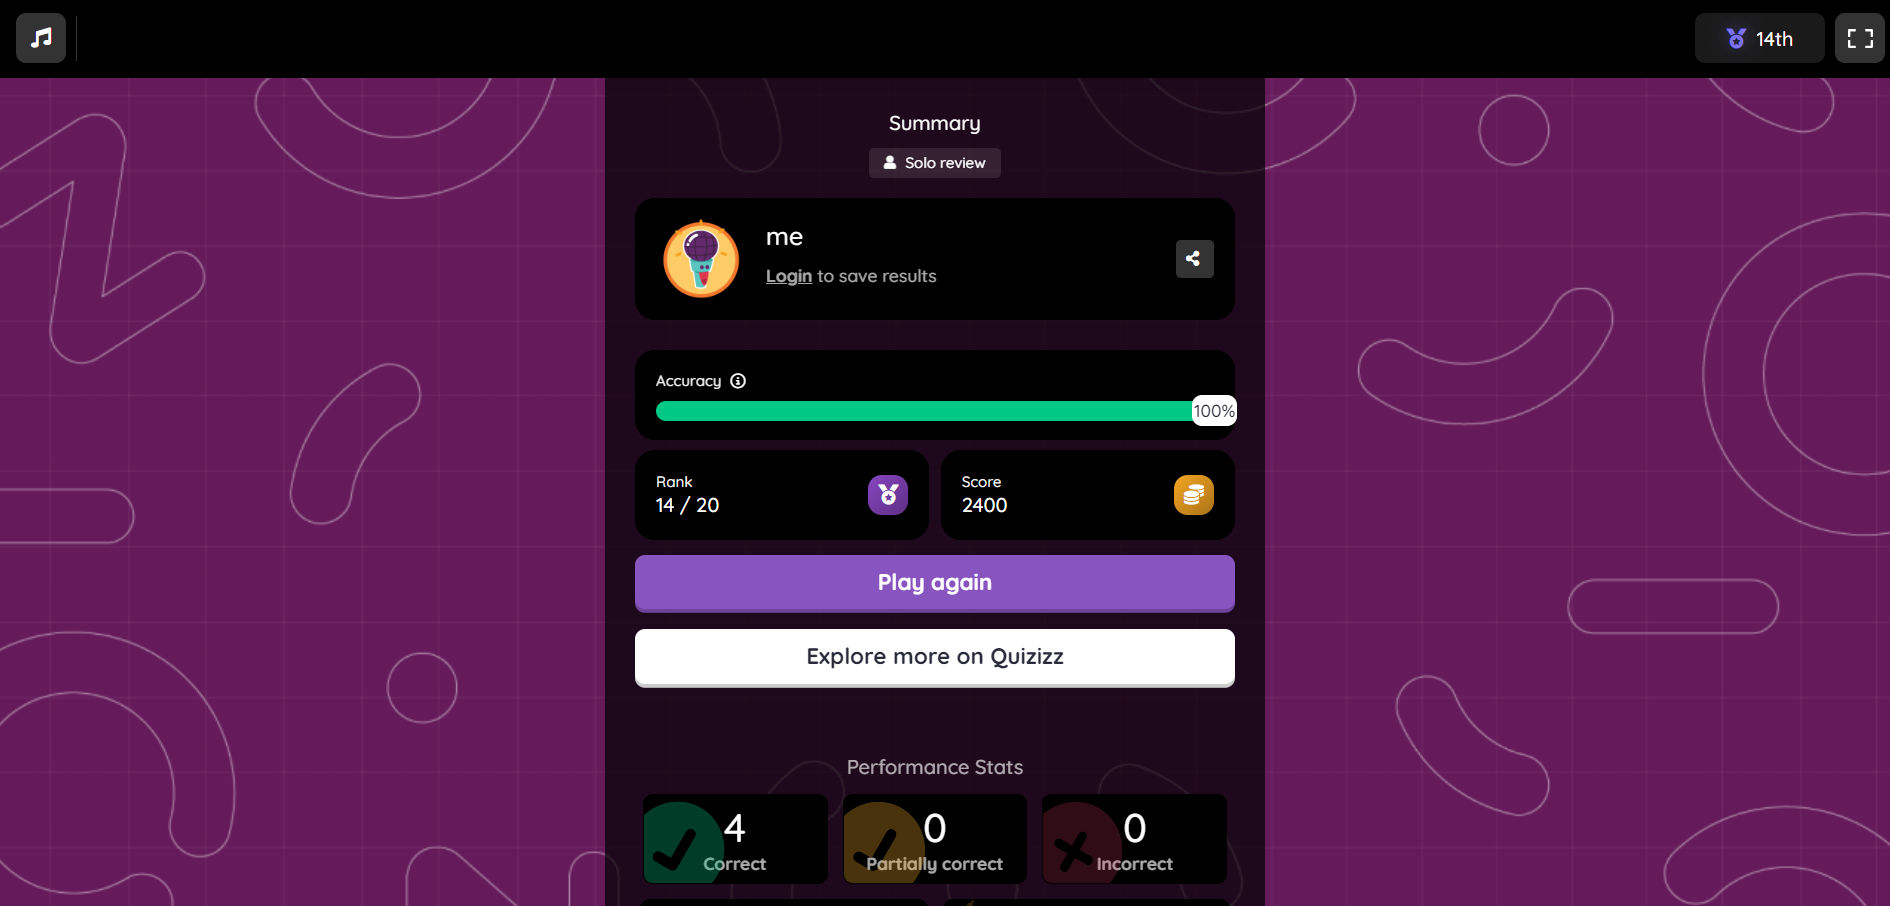 14th
Summary
Solo review
me
Login to save results
Accuracy
100%
Rank
14 / 20
Score
2400
Play again
Explore more on Quizizz
Performance Stats
4
Correct
0
Partially correct
0
Incorrect